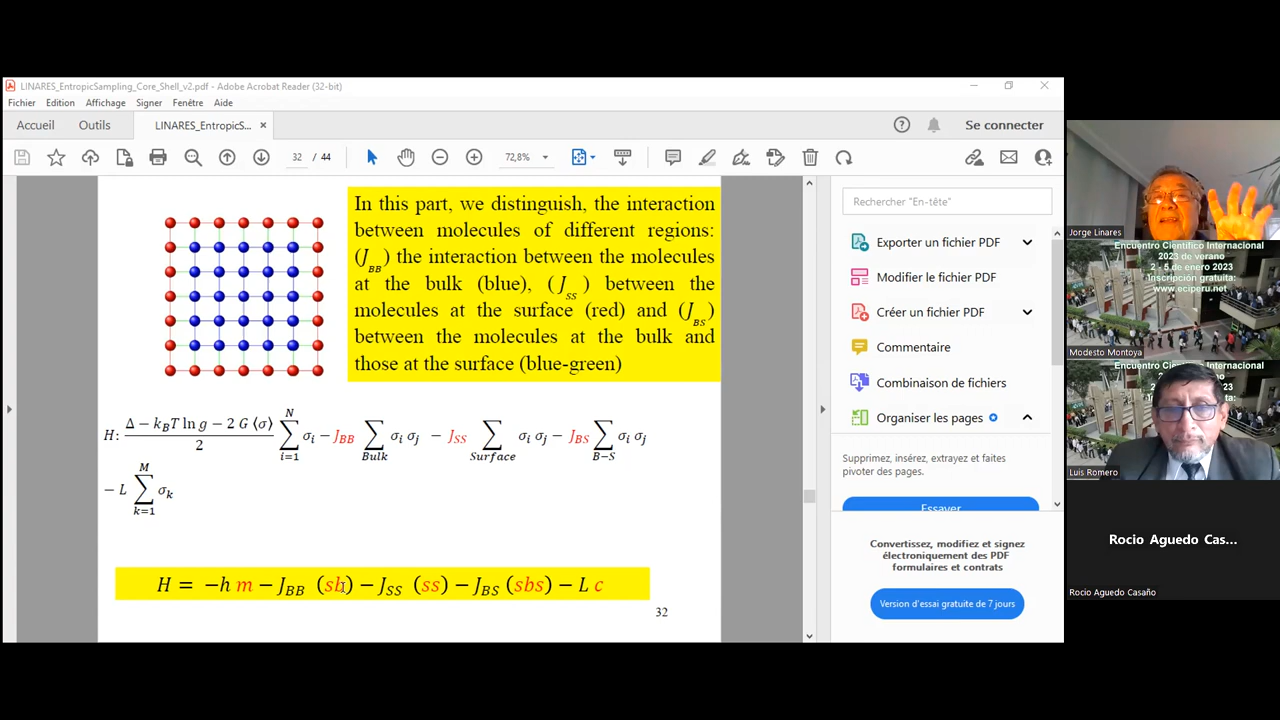 LINARES_EntropicSampling_Core_Shell_v2.pdf - Adobe Acrobat Reader (32-bit)
Fichier Edition Affichage Signer Fenêtre Aide
Accueil Outils LINARES_EntropicS... × Se connecter
32 / 44 72,8%
In this part, we distinguish, the interaction
between molecules of different regions:
(J_BB) the interaction between the molecules
at the bulk (blue), (J_SS) between the
molecules at the surface (red) and (J_BS)
between the molecules at the bulk and
those at the surface (blue-green)
H: (Δ − k_B T ln g − 2 G ⟨σ⟩)/2 ∑_{i=1}^{N} σ_i − J_BB ∑_{Bulk} σ_i σ_j − J_SS ∑_{Surface} σ_i σ_j − J_BS ∑_{B−S} σ_i σ_j
− L ∑_{k=1}^{M} σ_k
H = −h m − J_BB (sb) − J_SS (ss) − J_BS (sbs) − L c
32
Rechercher "En-tête"
Exporter un fichier PDF
Modifier le fichier PDF
Créer un fichier PDF
Commentaire
Combinaison de fichiers
Organiser les pages
Supprimez, insérez, extrayez et faites
pivoter des pages.
Essayer
Convertissez, modifiez et signez
électroniquement des PDF
formulaires et contrats
Version d'essai gratuite de 7 jours
Jorge Linares
Encuentro Científico Internacional
2023 de verano
2 - 5 de enero 2023
Inscripción gratuita:
www.eciperu.net
Modesto Montoya
Luis Romero
Rocio Aguedo Cas...
Rocio Aguedo Casaño